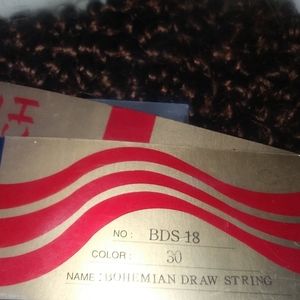 NO: BDS 18
COLOR: 30
NAME: BOHEMIAN DRAW STRING